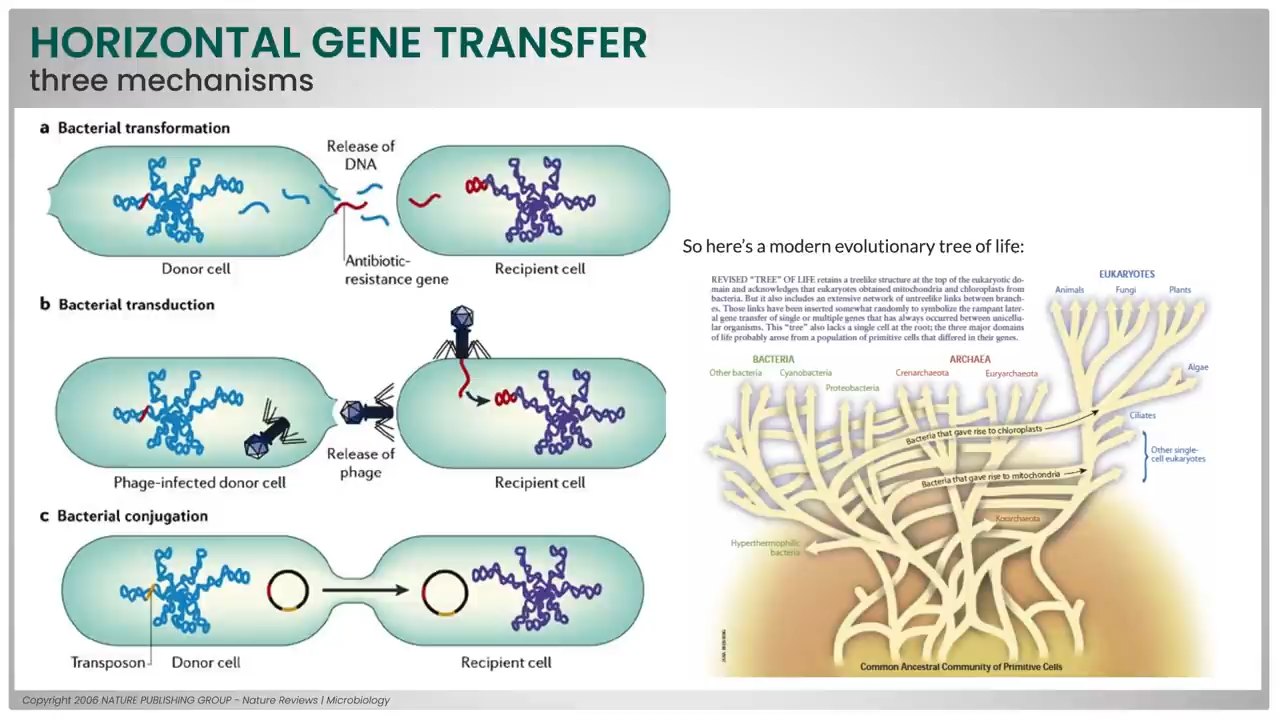 HORIZONTAL GENE TRANSFER
three mechanisms
a Bacterial transformation
Release of
DNA
Donor cell
Antibiotic-
resistance gene
Recipient cell
b Bacterial transduction
Phage-infected donor cell
Release of
phage
Recipient cell
c Bacterial conjugation
Transposon
Donor cell
Recipient cell
So here's a modern evolutionary tree of life:
REVISED "TREE" OF LIFE retains a treelike structure at the top of the eukaryotic do-
main and acknowledges that eukaryotes obtained mitochondria and chloroplasts from
bacteria. But it also includes an extensive network of untreelike links between branch-
es. Those links have been inserted somewhat randomly to symbolize the rampant later-
al gene transfer of single or multiple genes that has always occurred between unicellu-
lar organisms. This "tree" also lacks a single cell at the root; the three major domains
of life probably arose from a population of primitive cells that differed in their genes.
EUKARYOTES
Animals
Fungi
Plants
BACTERIA
Other bacteria
Cyanobacteria
Proteobacteria
ARCHAEA
Crenarchaeota
Euryarchaeota
Algae
Ciliates
Other single-
cell eukaryotes
Bacteria that gave rise to chloroplasts
Bacteria that gave rise to mitochondria
Korarchaeota
Hyperthermophilic
bacteria
Common Ancestral Community of Primitive Cells
Copyright 2006 NATURE PUBLISHING GROUP - Nature Reviews | Microbiology